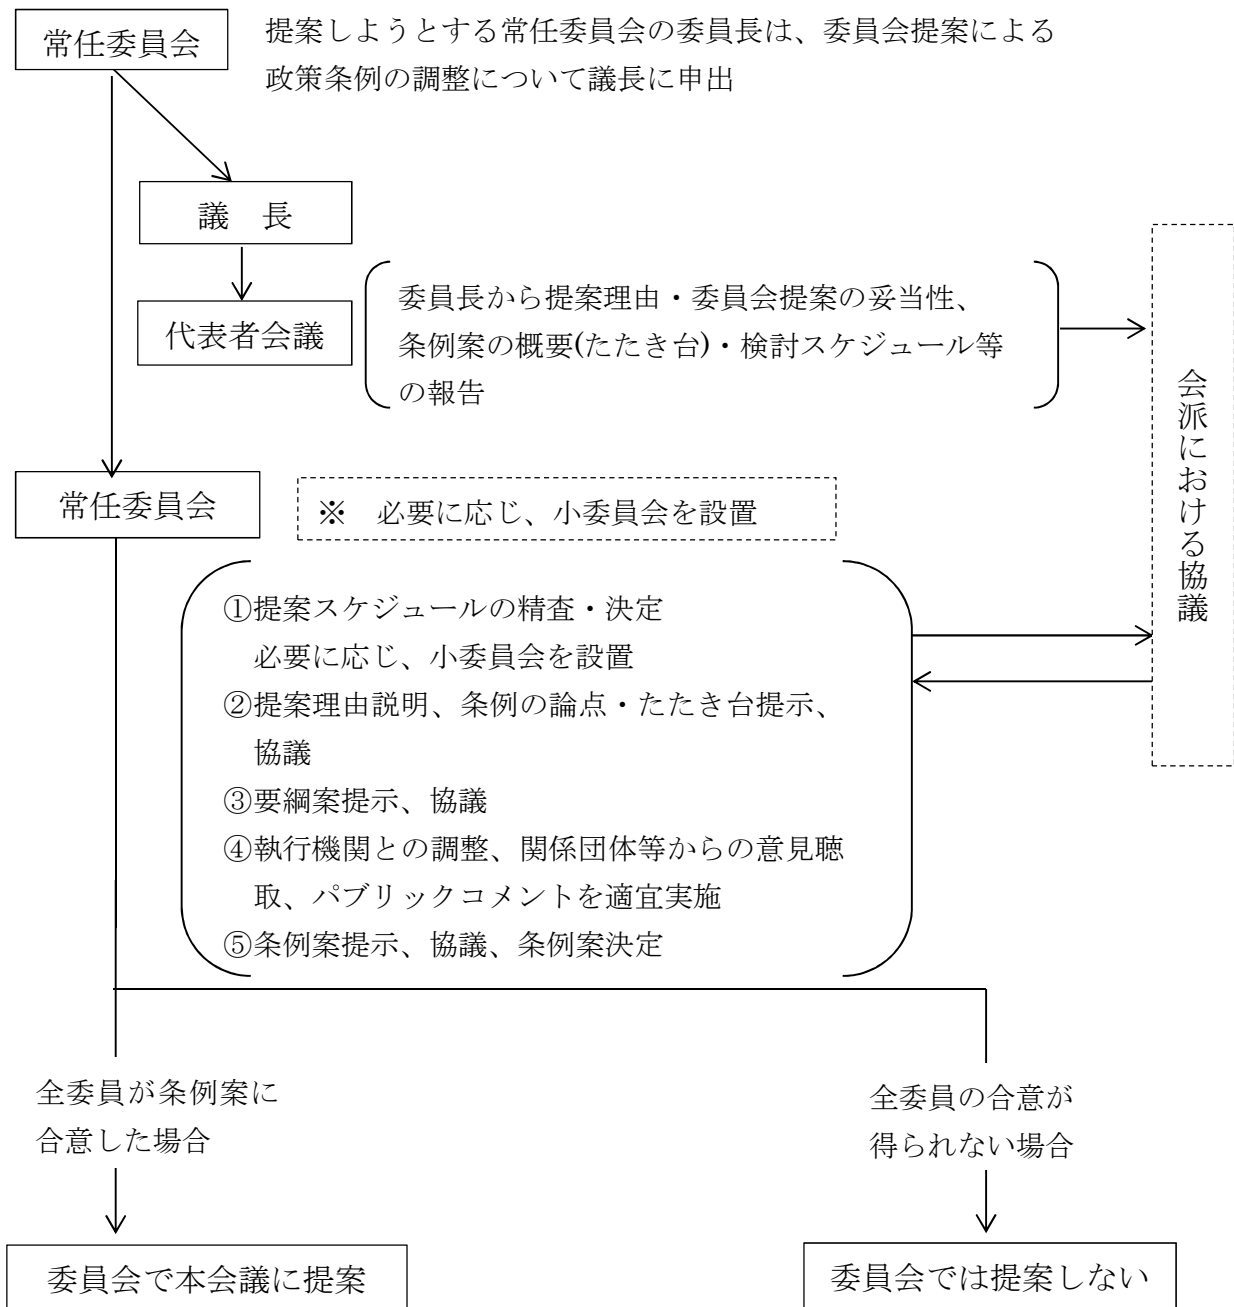 常任委員会
提案しようとする常任委員会の委員長は、委員会提案による
政策条例の調整について議長に申出
議　長
代表者会議
委員長から提案理由・委員会提案の妥当性、
条例案の概要(たたき台)・検討スケジュール等
の報告
会派における協議
常任委員会
※　必要に応じ、小委員会を設置
①提案スケジュールの精査・決定
必要に応じ、小委員会を設置
②提案理由説明、条例の論点・たたき台提示、
協議
③要綱案提示、協議
④執行機関との調整、関係団体等からの意見聴
取、パブリックコメントを適宜実施
⑤条例案提示、協議、条例案決定
全委員が条例案に
合意した場合
全委員の合意が
得られない場合
委員会で本会議に提案
委員会では提案しない